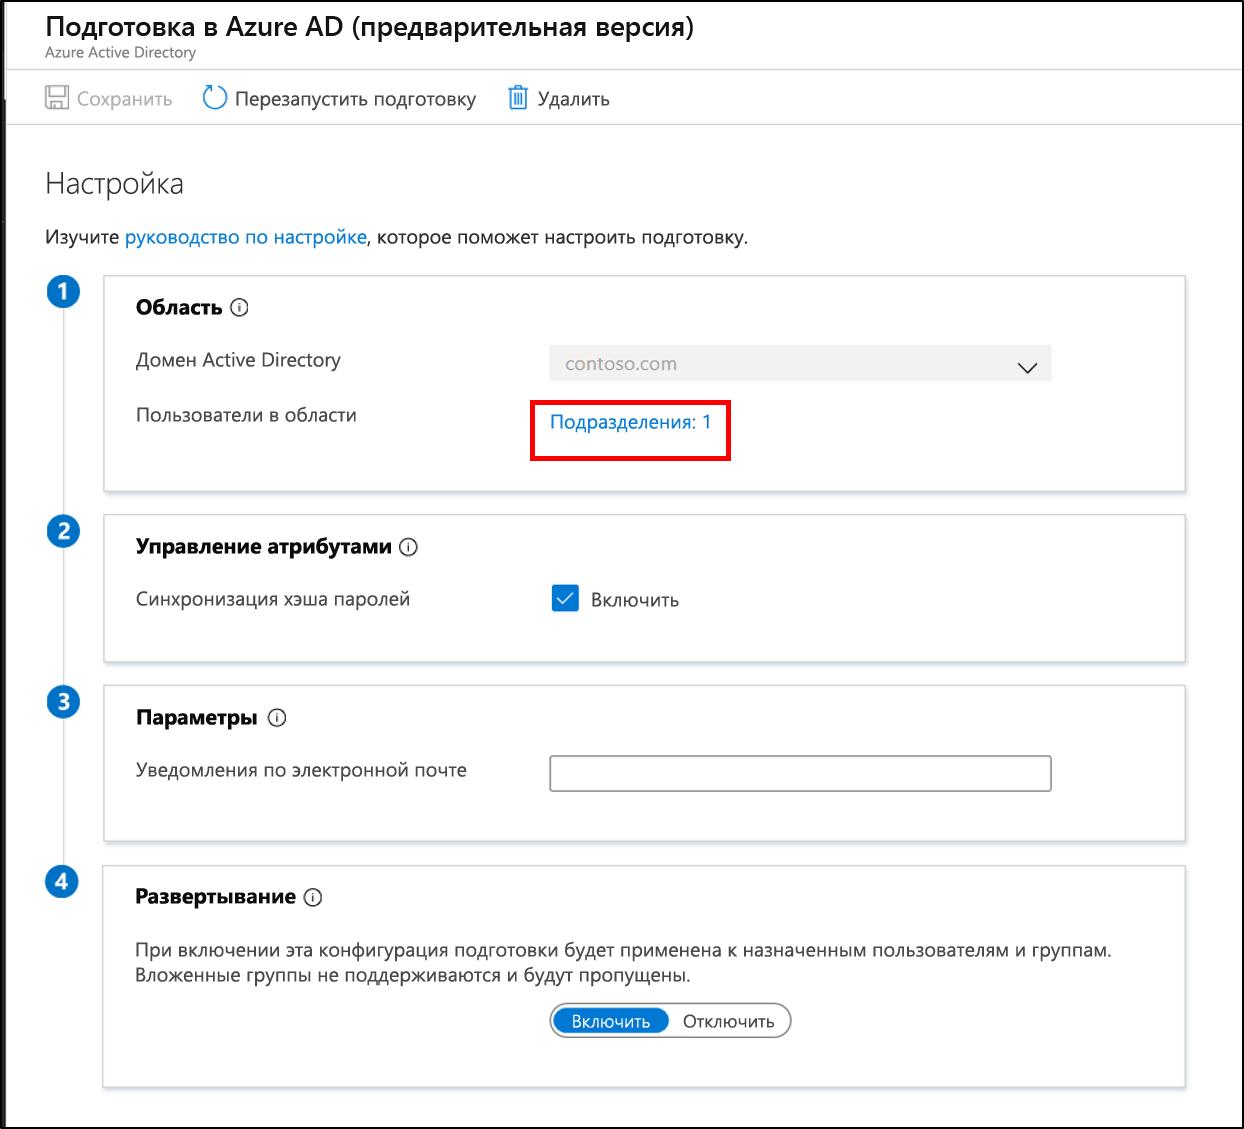 Подготовка в Azure AD (предварительная версия)
Azure Active Directory
Сохранить
Перезапустить подготовку
Удалить
Настройка
Изучите руководство по настройке, которое поможет настроить подготовку.
1
Область
Домен Active Directory
contoso.com
Пользователи в области
Подразделения: 1
2
Управление атрибутами
Синхронизация хэша паролей
Включить
3
Параметры
Уведомления по электронной почте
4
Развертывание
При включении эта конфигурация подготовки будет применена к назначенным пользователям и группам.
Вложенные группы не поддерживаются и будут пропущены.
Включить
Отключить